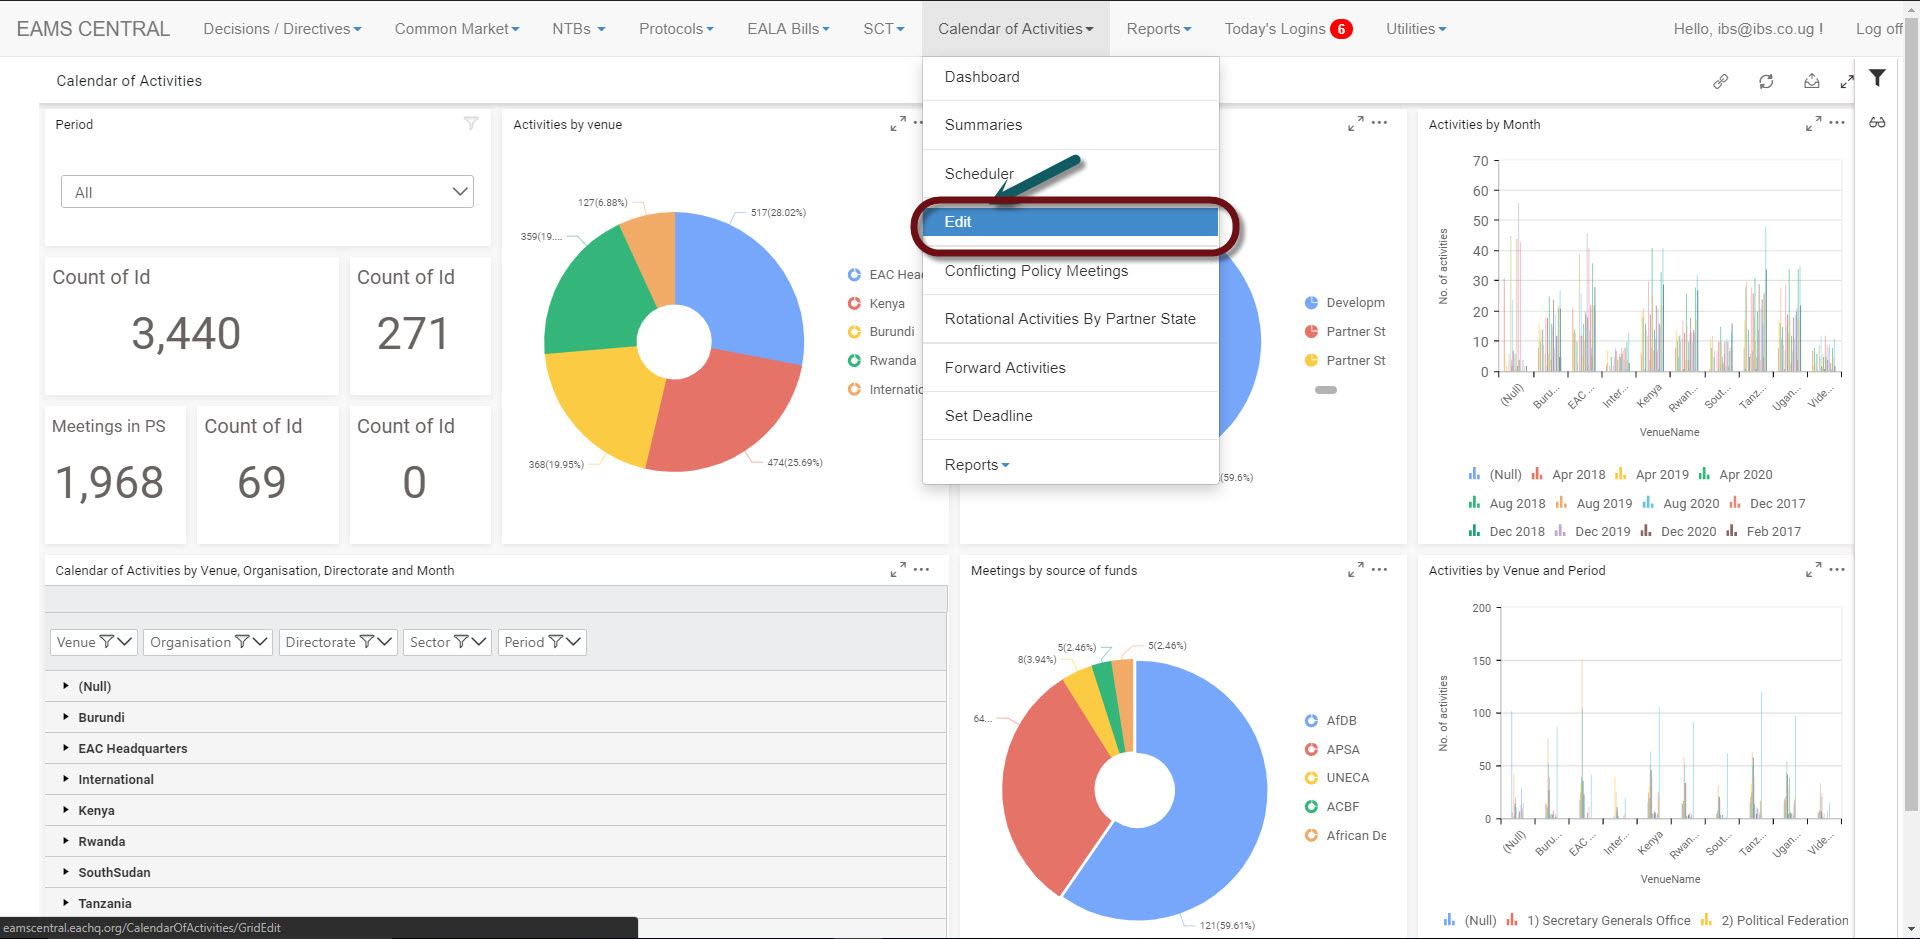 EAMS CENTRAL Decisions / Directives Common Market NTBs Protocols EALA Bills SCT Calendar of Activities Reports Today's Logins 6 Utilities Hello, ibs@ibs.co.ug ! Log off
Calendar of Activities
Dashboard
Summaries
Scheduler
Edit
Conflicting Policy Meetings
Rotational Activities By Partner State
Forward Activities
Set Deadline
Reports
Period
All
Count of Id
3,440
Count of Id
271
Meetings in PS
1,968
Count of Id
69
Count of Id
0
Activities by venue
127(6.88%)
517(28.02%)
359(19....
368(19.95%)
474(25.69%)
EAC Hea
Kenya
Burundi
Rwanda
Internatio
Developm
Partner St
Partner St
(59.6%)
Activities by Month
70
60
50
40
30
20
10
0
No. of activities
(Null) Buru... EAC ... Inter... Kenya Rwan... Sout... Tanz... Ugan... Vide...
VenueName
(Null) Apr 2018 Apr 2019 Apr 2020
Aug 2018 Aug 2019 Aug 2020 Dec 2017
Dec 2018 Dec 2019 Dec 2020 Feb 2017
Calendar of Activities by Venue, Organisation, Directorate and Month
Venue Organisation Directorate Sector Period
(Null)
Burundi
EAC Headquarters
International
Kenya
Rwanda
SouthSudan
Tanzania
Meetings by source of funds
5(2.46%)
5(2.46%)
8(3.94%)
64...
121(59.61%)
AfDB
APSA
UNECA
ACBF
African De
Activities by Venue and Period
200
150
100
50
0
No. of activities
(Null) Buru... EAC ... Inter... Kenya Rwan... Sout... Tanz... Ugan... Vide...
VenueName
(Null) 1) Secretary Generals Office 2) Political Federation
eamscentral.eachq.org/CalendarOfActivities/GridEdit